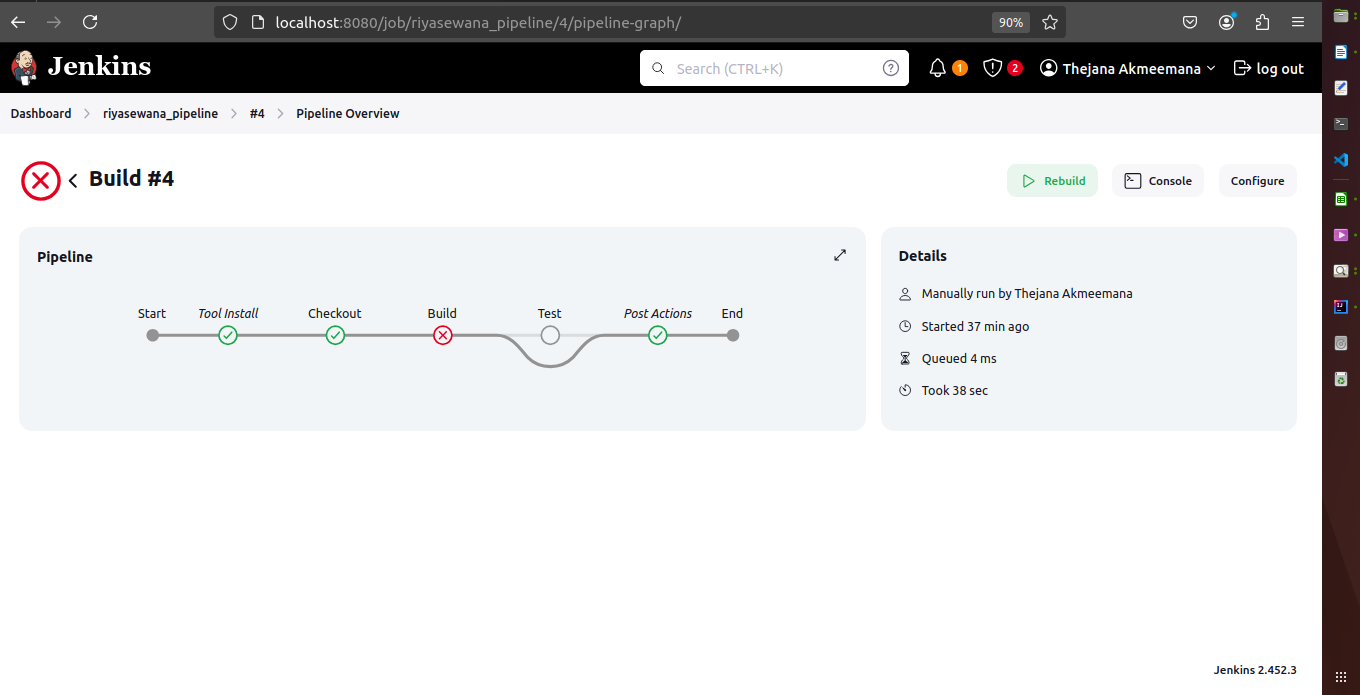 localhost:8080/job/riyasewana_pipeline/4/pipeline-graph/
90%
Jenkins
Search (CTRL+K)
?
1
2
Thejana Akmeemana
log out
Dashboard
riyasewana_pipeline
#4
Pipeline Overview
Build #4
Rebuild
Console
Configure
Pipeline
Start
Tool Install
Checkout
Build
Test
Post Actions
End
Details
Manually run by Thejana Akmeemana
Started 37 min ago
Queued 4 ms
Took 38 sec
Jenkins 2.452.3